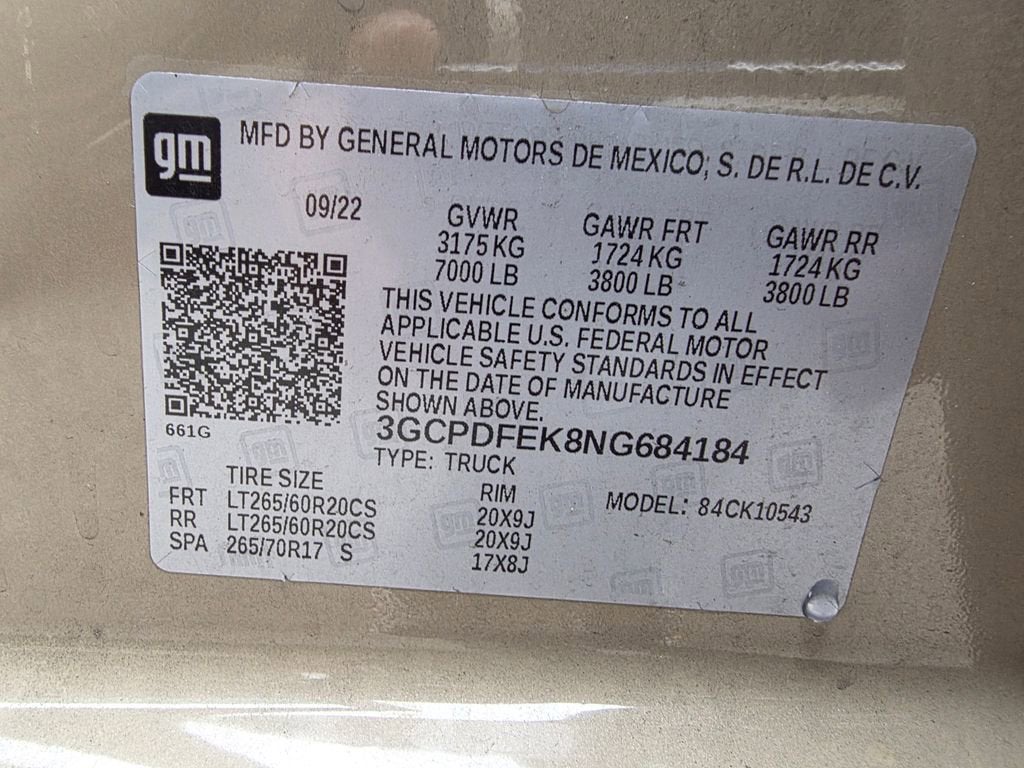 gm
MFD BY GENERAL MOTORS DE MEXICO; S. DE R.L. DE C.V.
09/22
GVWR
3175 KG
7000 LB
GAWR FRT
1724 KG
3800 LB
GAWR RR
1724 KG
3800 LB
THIS VEHICLE CONFORMS TO ALL
APPLICABLE U.S. FEDERAL MOTOR
VEHICLE SAFETY STANDARDS IN EFFECT
ON THE DATE OF MANUFACTURE
SHOWN ABOVE.
661G
3GCPDFEK8NG684184
TYPE: TRUCK
MODEL: 84CK10543
TIRE SIZE RIM
FRT LT265/60R20CS 20X9J
RR LT265/60R20CS 20X9J
SPA 265/70R17 S 17X8J